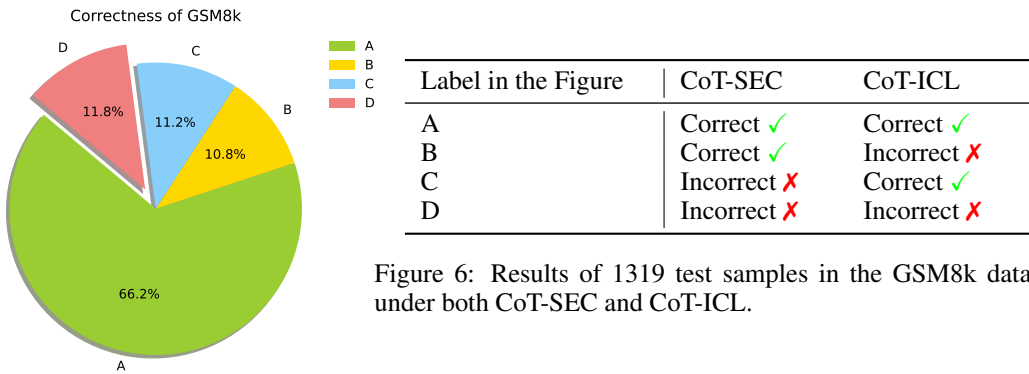 Correctness of GSM8k
D
C
B
A
11.8%
11.2%
10.8%
66.2%
A
B
C
D
Label in the Figure CoT-SEC CoT-ICL
A Correct ✓ Correct ✓
B Correct ✓ Incorrect ✗
C Incorrect ✗ Correct ✓
D Incorrect ✗ Incorrect ✗
Figure 6: Results of 1319 test samples in the GSM8k data
under both CoT-SEC and CoT-ICL.